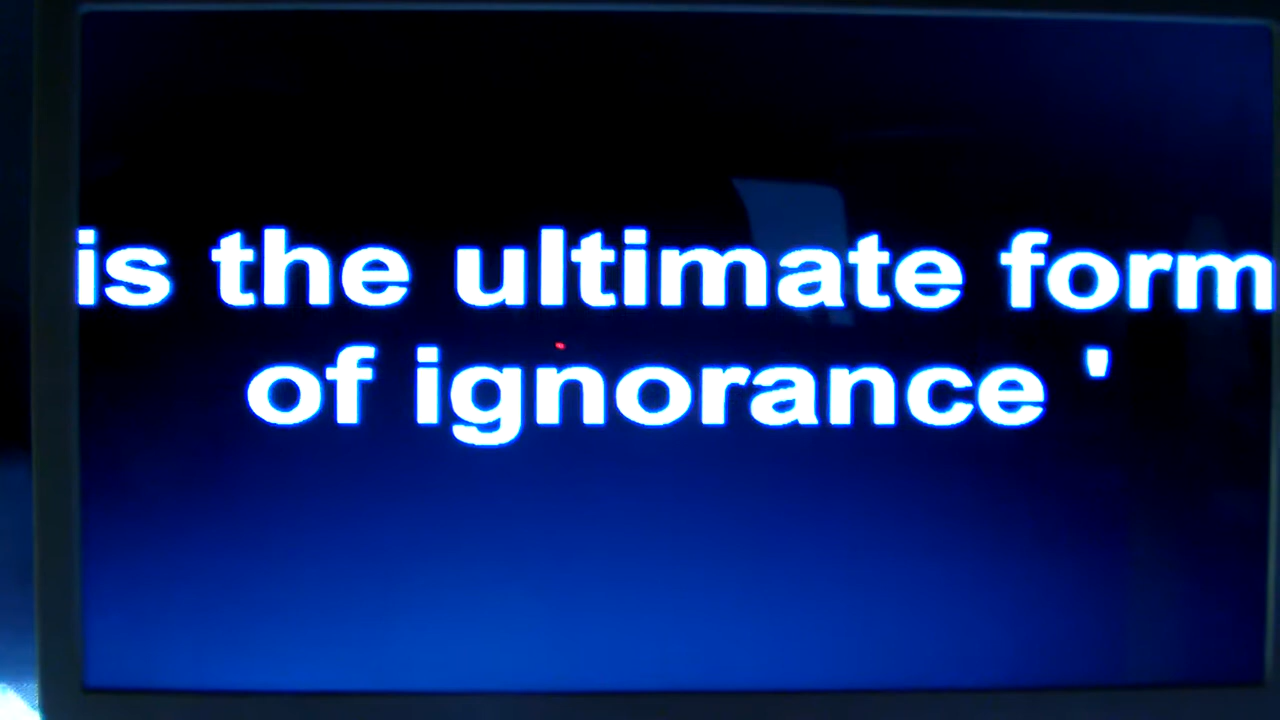 is the ultimate form
of ignorance '